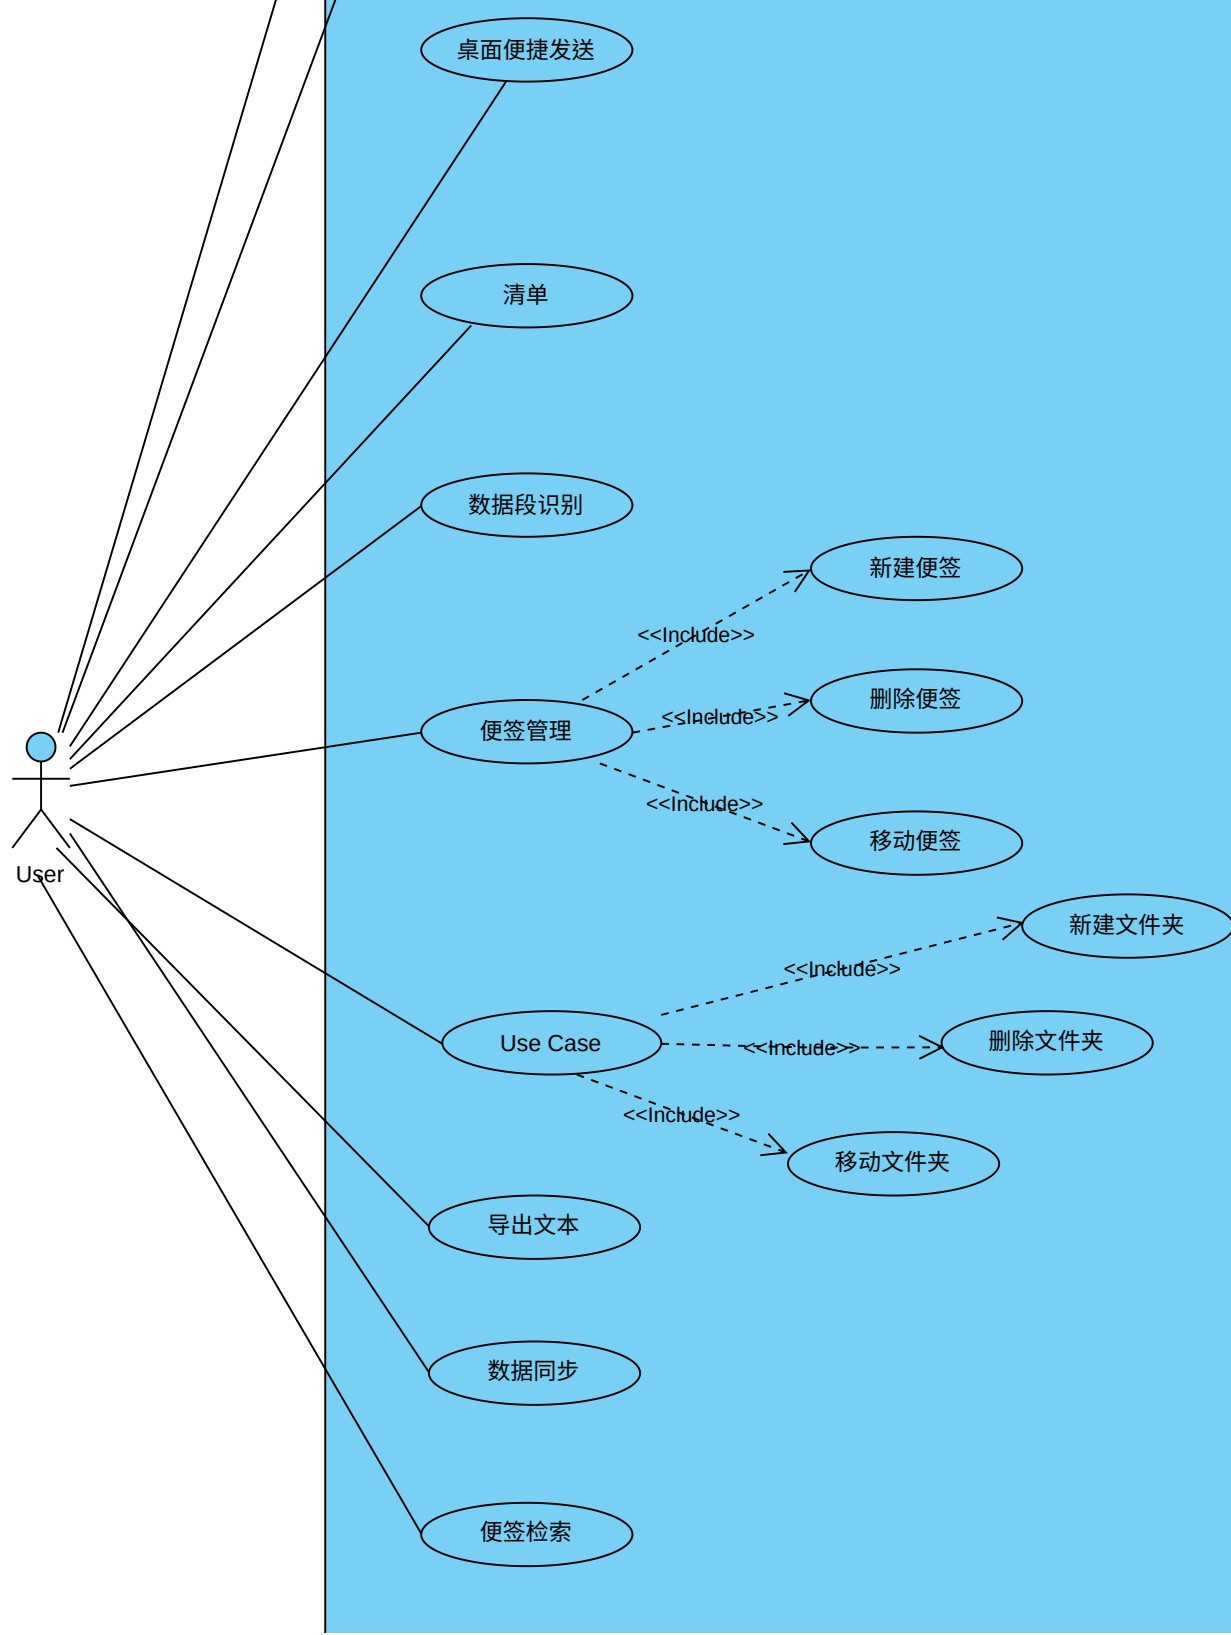 桌面便捷发送
清单
数据段识别
新建便签
<<Include>>
删除便签
<<Include>>
便签管理
<<Include>>
移动便签
User
新建文件夹
<<Include>>
Use Case
<<Include>>
删除文件夹
<<Include>>
移动文件夹
导出文本
数据同步
便签检索